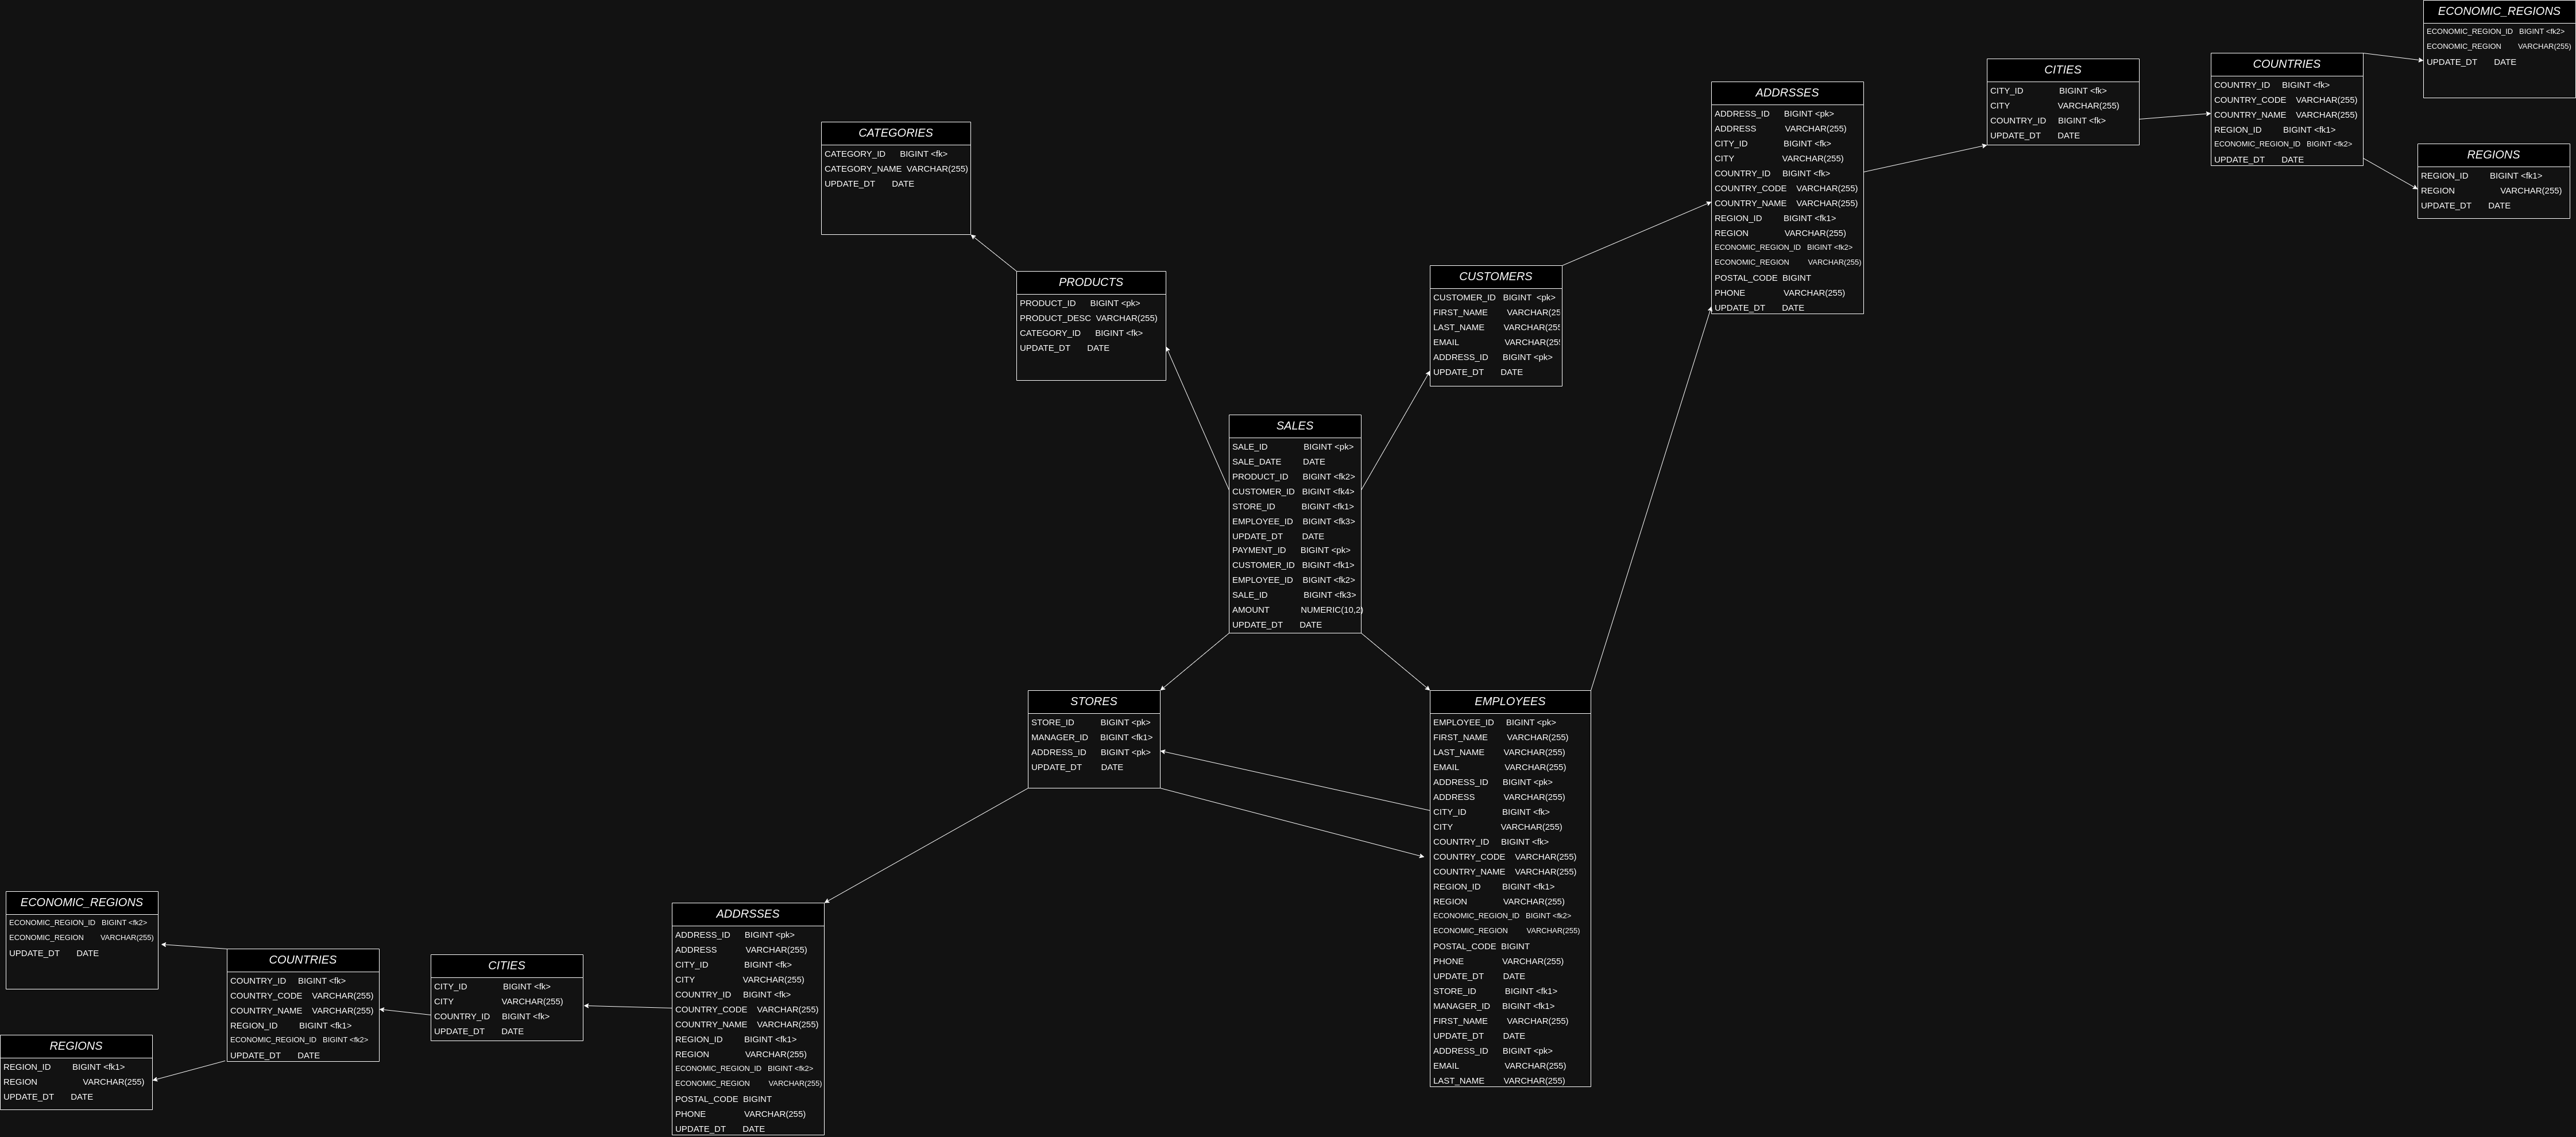 ECONOMIC_REGIONS
ECONOMIC_REGION_ID BIGINT <fk2>
ECONOMIC_REGION VARCHAR(255)
UPDATE_DT DATE
COUNTRIES
COUNTRY_ID BIGINT <fk>
COUNTRY_CODE VARCHAR(255)
COUNTRY_NAME VARCHAR(255)
REGION_ID BIGINT <fk1>
ECONOMIC_REGION_ID BIGINT <fk2>
UPDATE_DT DATE
CITIES
CITY_ID BIGINT <fk>
CITY VARCHAR(255)
COUNTRY_ID BIGINT <fk>
UPDATE_DT DATE
REGIONS
REGION_ID BIGINT <fk1>
REGION VARCHAR(255)
UPDATE_DT DATE
ADDRSSES
ADDRESS_ID BIGINT <pk>
ADDRESS VARCHAR(255)
CITY_ID BIGINT <fk>
CITY VARCHAR(255)
COUNTRY_ID BIGINT <fk>
COUNTRY_CODE VARCHAR(255)
COUNTRY_NAME VARCHAR(255)
REGION_ID BIGINT <fk1>
REGION VARCHAR(255)
ECONOMIC_REGION_ID BIGINT <fk2>
ECONOMIC_REGION VARCHAR(255)
POSTAL_CODE BIGINT
PHONE VARCHAR(255)
UPDATE_DT DATE
CATEGORIES
CATEGORY_ID BIGINT <fk>
CATEGORY_NAME VARCHAR(255)
UPDATE_DT DATE
PRODUCTS
PRODUCT_ID BIGINT <pk>
PRODUCT_DESC VARCHAR(255)
CATEGORY_ID BIGINT <fk>
UPDATE_DT DATE
CUSTOMERS
CUSTOMER_ID BIGINT <pk>
FIRST_NAME VARCHAR(25
LAST_NAME VARCHAR(255
EMAIL VARCHAR(255
ADDRESS_ID BIGINT <pk>
UPDATE_DT DATE
SALES
SALE_ID BIGINT <pk>
SALE_DATE DATE
PRODUCT_ID BIGINT <fk2>
CUSTOMER_ID BIGINT <fk4>
STORE_ID BIGINT <fk1>
EMPLOYEE_ID BIGINT <fk3>
UPDATE_DT DATE
PAYMENT_ID BIGINT <pk>
CUSTOMER_ID BIGINT <fk1>
EMPLOYEE_ID BIGINT <fk2>
SALE_ID BIGINT <fk3>
AMOUNT NUMERIC(10,2)
UPDATE_DT DATE
STORES
STORE_ID BIGINT <pk>
MANAGER_ID BIGINT <fk1>
ADDRESS_ID BIGINT <pk>
UPDATE_DT DATE
EMPLOYEES
EMPLOYEE_ID BIGINT <pk>
FIRST_NAME VARCHAR(255)
LAST_NAME VARCHAR(255)
EMAIL VARCHAR(255)
ADDRESS_ID BIGINT <pk>
ADDRESS VARCHAR(255)
CITY_ID BIGINT <fk>
CITY VARCHAR(255)
COUNTRY_ID BIGINT <fk>
COUNTRY_CODE VARCHAR(255)
COUNTRY_NAME VARCHAR(255)
REGION_ID BIGINT <fk1>
REGION VARCHAR(255)
ECONOMIC_REGION_ID BIGINT <fk2>
ECONOMIC_REGION VARCHAR(255)
POSTAL_CODE BIGINT
PHONE VARCHAR(255)
UPDATE_DT DATE
STORE_ID BIGINT <fk1>
MANAGER_ID BIGINT <fk1>
FIRST_NAME VARCHAR(255)
UPDATE_DT DATE
ADDRESS_ID BIGINT <pk>
EMAIL VARCHAR(255)
LAST_NAME VARCHAR(255)
ECONOMIC_REGIONS
ECONOMIC_REGION_ID BIGINT <fk2>
ECONOMIC_REGION VARCHAR(255)
UPDATE_DT DATE
REGIONS
REGION_ID BIGINT <fk1>
REGION VARCHAR(255)
UPDATE_DT DATE
COUNTRIES
COUNTRY_ID BIGINT <fk>
COUNTRY_CODE VARCHAR(255)
COUNTRY_NAME VARCHAR(255)
REGION_ID BIGINT <fk1>
ECONOMIC_REGION_ID BIGINT <fk2>
UPDATE_DT DATE
CITIES
CITY_ID BIGINT <fk>
CITY VARCHAR(255)
COUNTRY_ID BIGINT <fk>
UPDATE_DT DATE
ADDRSSES
ADDRESS_ID BIGINT <pk>
ADDRESS VARCHAR(255)
CITY_ID BIGINT <fk>
CITY VARCHAR(255)
COUNTRY_ID BIGINT <fk>
COUNTRY_CODE VARCHAR(255)
COUNTRY_NAME VARCHAR(255)
REGION_ID BIGINT <fk1>
REGION VARCHAR(255)
ECONOMIC_REGION_ID BIGINT <fk2>
ECONOMIC_REGION VARCHAR(255)
POSTAL_CODE BIGINT
PHONE VARCHAR(255)
UPDATE_DT DATE